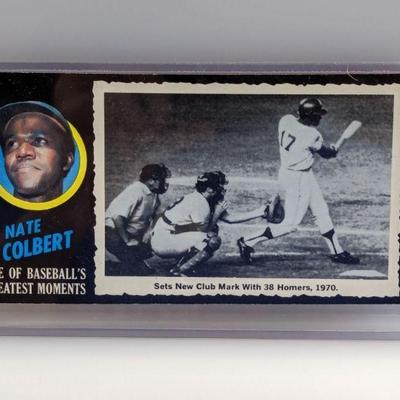 NATE
COLBERT
E OF BASEBALL'S
EATEST MOMENTS
17
Sets New Club Mark With 38 Homers, 1970.